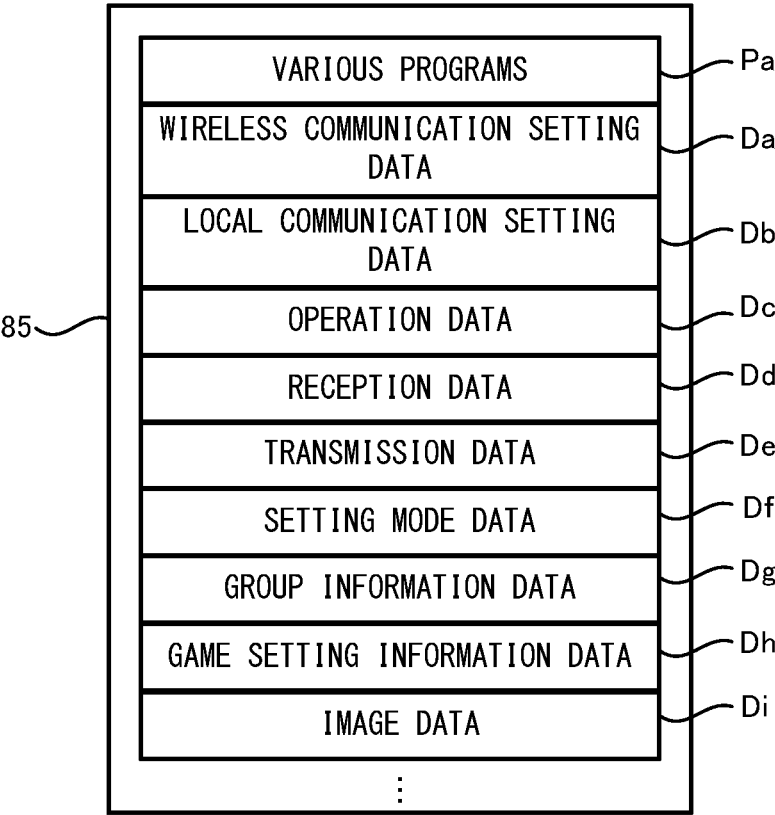 VARIOUS PROGRAMS Pa
WIRELESS COMMUNICATION SETTING Da
DATA
LOCAL COMMUNICATION SETTING Db
DATA
OPERATION DATA Dc
85
RECEPTION DATA Dd
TRANSMISSION DATA De
SETTING MODE DATA Df
GROUP INFORMATION DATA Dg
GAME SETTING INFORMATION DATA Dh
IMAGE DATA Di
⋮